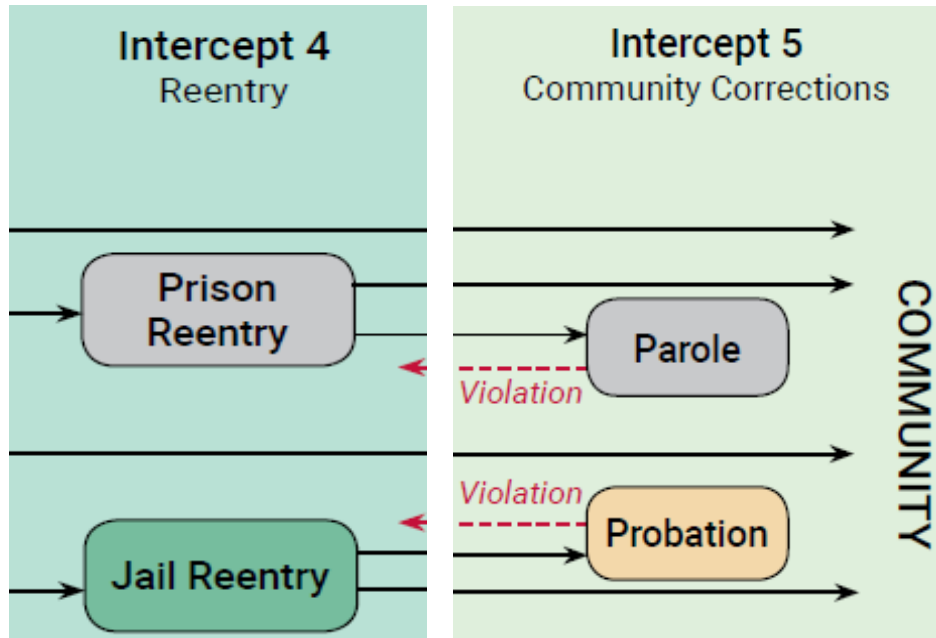 Intercept 4
Reentry
Prison
Reentry
Jail Reentry
Intercept 5
Community Corrections
Parole
Violation
Violation
Probation
COMMUNITY